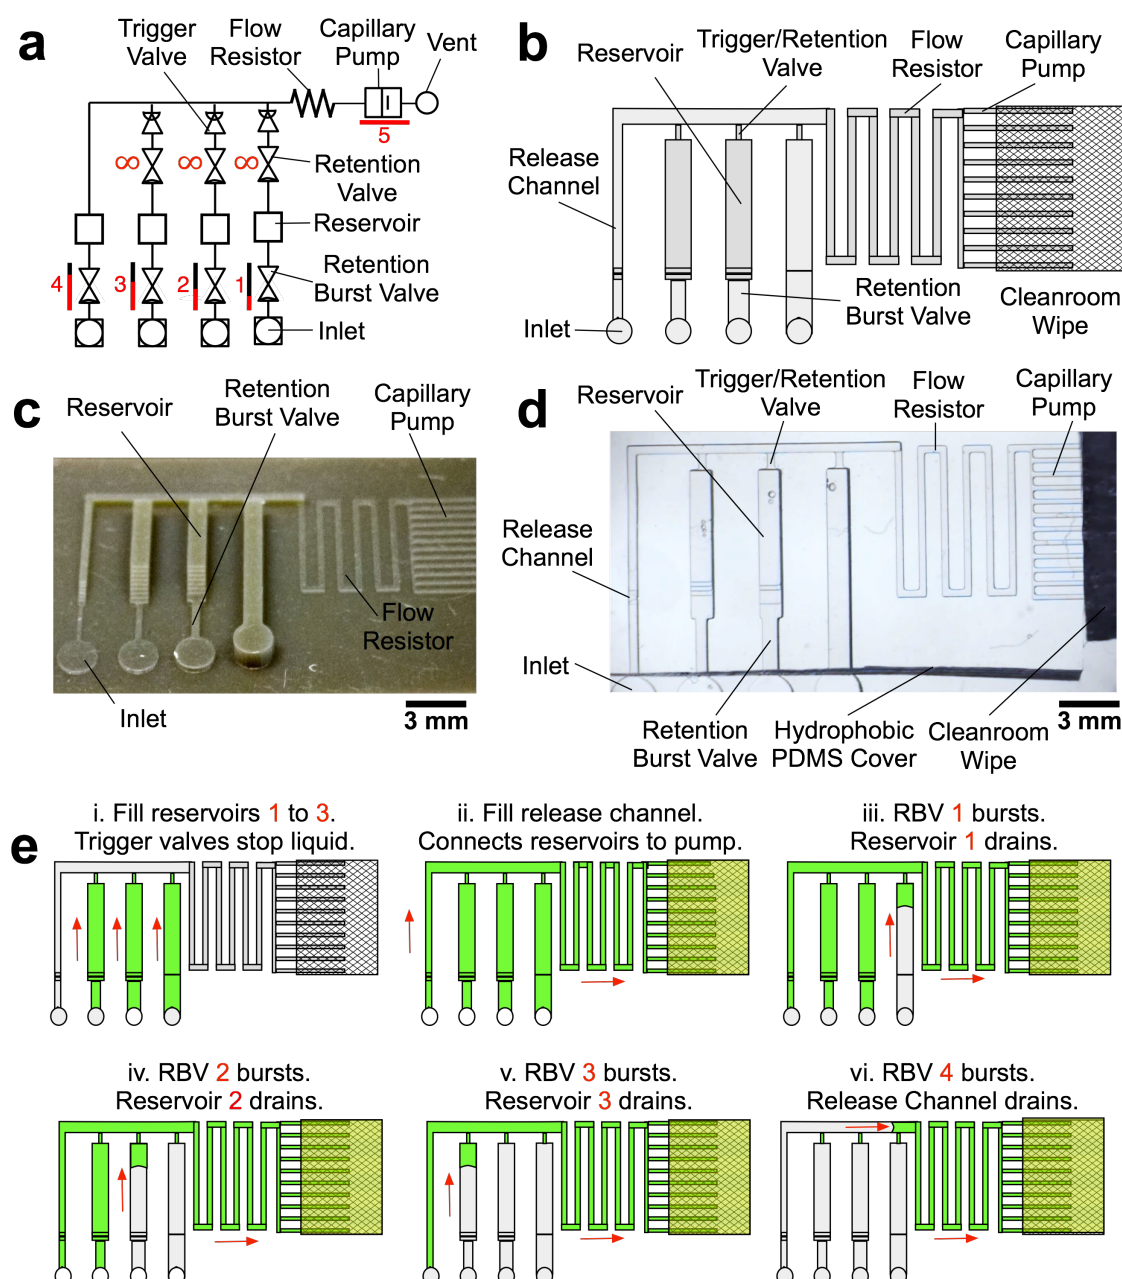 a
Trigger
Valve
Flow
Resistor
Capillary
Pump
Vent
5
∞ ∞ ∞
Retention
Valve
Reservoir
4 3 2 1
Retention
Burst Valve
Inlet
b
Reservoir
Trigger/Retention
Valve
Flow
Resistor
Capillary
Pump
Release
Channel
Retention
Burst Valve
Inlet
Cleanroom
Wipe
c
Reservoir
Retention
Burst Valve
Capillary
Pump
Flow
Resistor
Inlet
3 mm
d
Reservoir
Trigger/Retention
Valve
Flow
Resistor
Capillary
Pump
Release
Channel
Inlet
Retention
Burst Valve
Hydrophobic
PDMS Cover
Cleanroom
Wipe
3 mm
e
i. Fill reservoirs 1 to 3.
Trigger valves stop liquid.
ii. Fill release channel.
Connects reservoirs to pump.
iii. RBV 1 bursts.
Reservoir 1 drains.
iv. RBV 2 bursts.
Reservoir 2 drains.
v. RBV 3 bursts.
Reservoir 3 drains.
vi. RBV 4 bursts.
Release Channel drains.